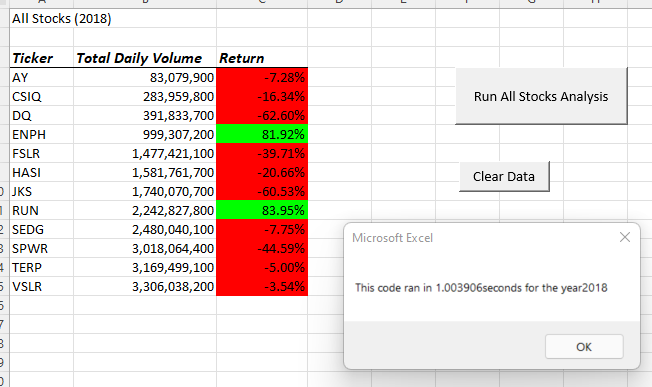 All Stocks (2018)
Ticker Total Daily Volume Return
AY 83,079,900 -7.28%
CSIQ 283,959,800 -16.34%
DQ 391,833,700 -62.60%
ENPH 999,307,200 81.92%
FSLR 1,477,421,100 -39.71%
HASI 1,581,761,700 -20.66%
JKS 1,740,070,700 -60.53%
RUN 2,242,827,800 83.95%
SEDG 2,480,040,100 -7.75%
SPWR 3,018,064,400 -44.59%
TERP 3,169,499,100 -5.00%
VSLR 3,306,038,200 -3.54%
Run All Stocks Analysis
Clear Data
Microsoft Excel
This code ran in 1.003906seconds for the year2018
OK